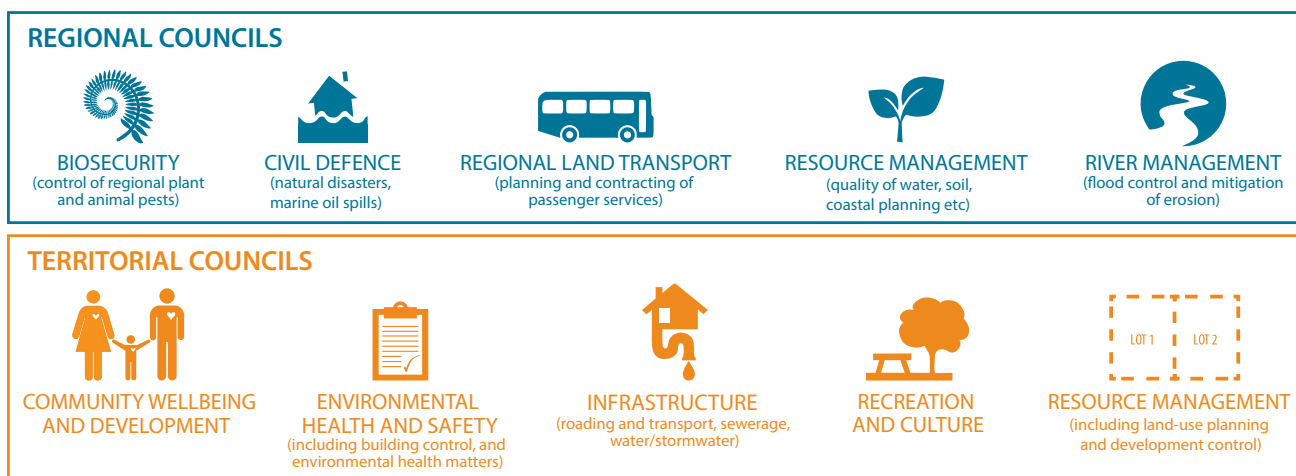 REGIONAL COUNCILS
BIOSECURITY
(control of regional plant
and animal pests)
CIVIL DEFENCE
(natural disasters,
marine oil spills)
REGIONAL LAND TRANSPORT
(planning and contracting of
passenger services)
RESOURCE MANAGEMENT
(quality of water, soil,
coastal planning etc)
RIVER MANAGEMENT
(flood control and mitigation
of erosion)
TERRITORIAL COUNCILS
COMMUNITY WELLBEING
AND DEVELOPMENT
ENVIRONMENTAL
HEALTH AND SAFETY
(including building control, and
environmental health matters)
INFRASTRUCTURE
(roading and transport, sewerage,
water/stormwater)
RECREATION
AND CULTURE
LOT 1
LOT 2
RESOURCE MANAGEMENT
(including land-use planning
and development control)